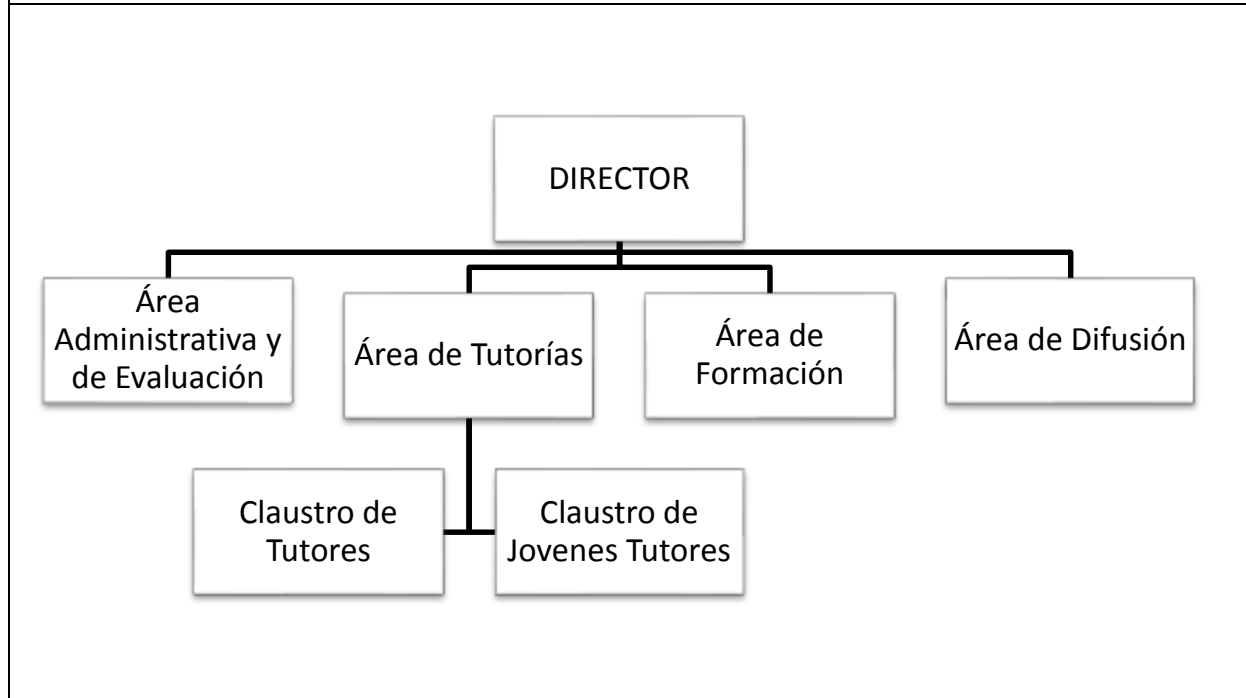 DIRECTOR
Área
Administrativa y
de Evaluación
Área de Tutorías
Área de
Formación
Área de Difusión
Claustro de
Tutores
Claustro de
Jovenes Tutores